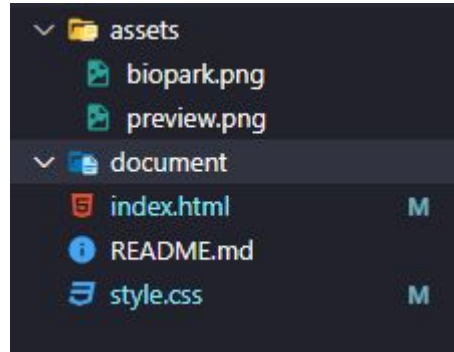 assets
biopark.png
preview.png
document
index.html M
README.md
style.css M